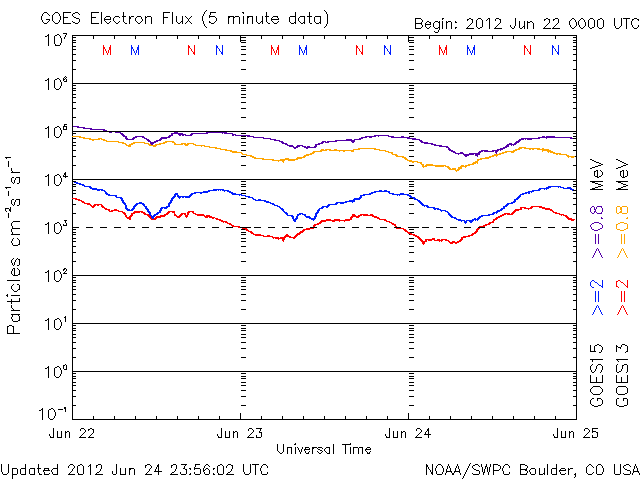 GOES Electron Flux (5 minute data)
Begin: 2012 Jun 22 0000 UTC
M M N N M M N N M M N N
10⁷
10⁶
10⁵
10⁴
10³
10²
10¹
10⁰
10⁻¹
Particles cm⁻²s⁻¹sr⁻¹
Jun 22 Jun 23 Jun 24 Jun 25
Universal Time
GOES15 >=2 >=0.8 MeV
GOES13 >=2 >=0.8 MeV
Updated 2012 Jun 24 23:56:02 UTC
NOAA/SWPC Boulder, CO USA